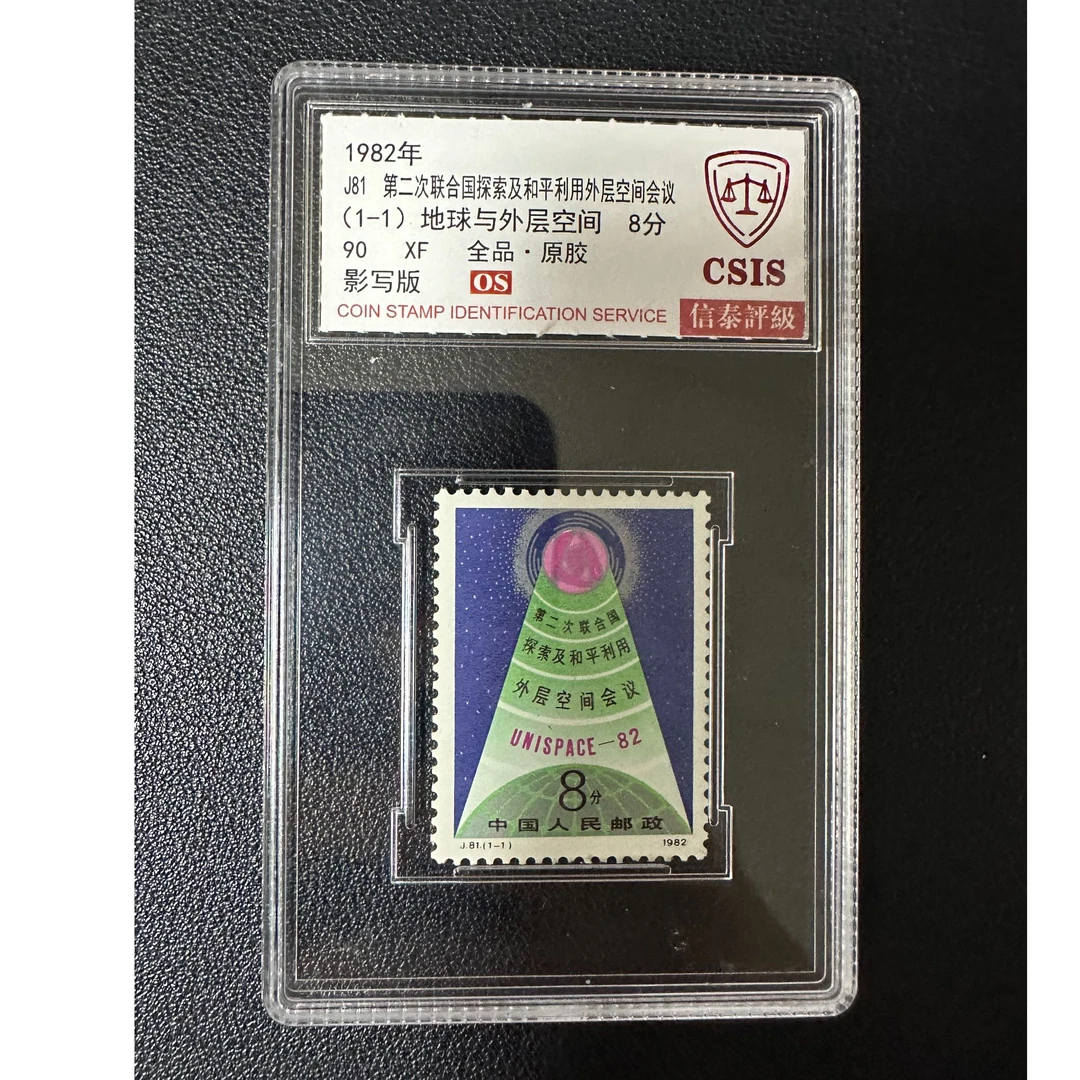 1982年
J81 第二次联合国探索及和平利用外层空间会议
(1-1) 地球与外层空间 8分
90 XF 全品·原胶
影写版 OS
COIN STAMP IDENTIFICATION SERVICE
CSIS
信泰評級
第二次联合国
探索及和平利用
外层空间会议
UNISPACE—82
8分
中国人民邮政
J.81.(1-1) 1982